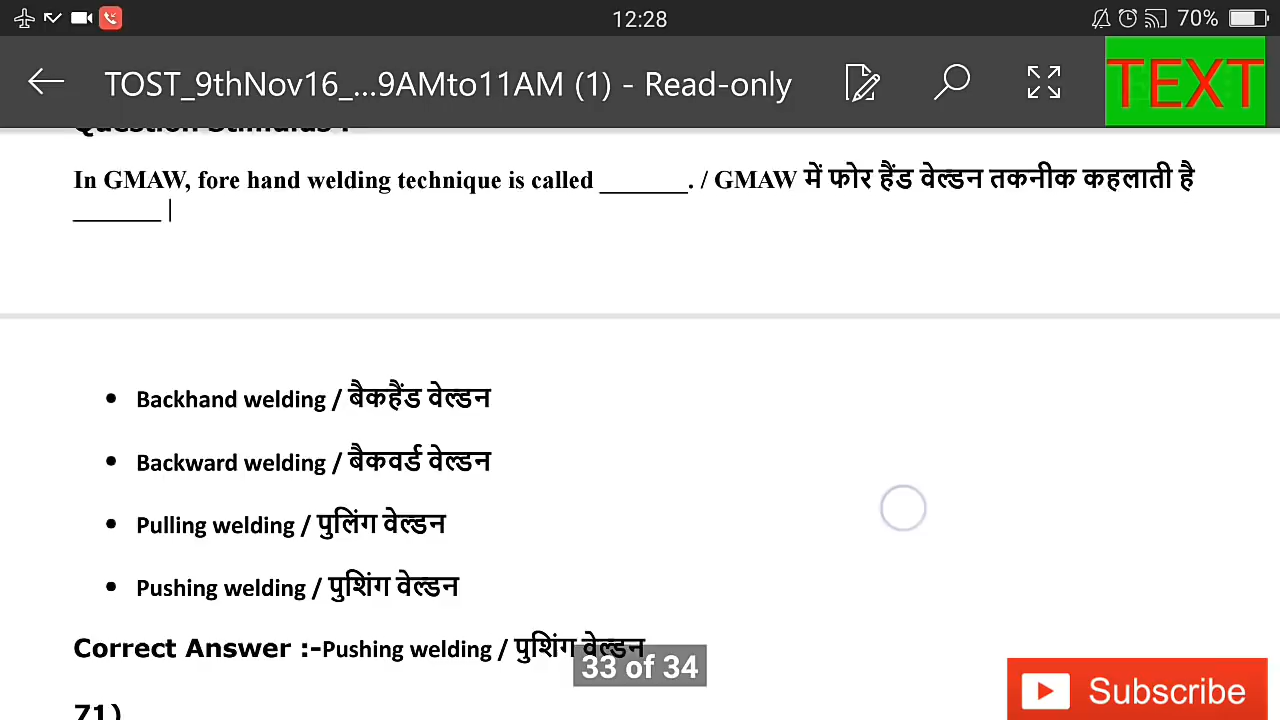 12:28
70%
TOST_9thNov16_...9AMto11AM (1) - Read-only
TEXT
Question Stimulus :
In GMAW, fore hand welding technique is called _______. / GMAW में फोर हैंड वेल्डन तकनीक कहलाती है
_______ |
• Backhand welding / बैकहैंड वेल्डन
• Backward welding / बैकवर्ड वेल्डन
• Pulling welding / पुलिंग वेल्डन
• Pushing welding / पुशिंग वेल्डन
Correct Answer :-Pushing welding / पुशिंग वेल्डन
33 of 34
71)
Subscribe